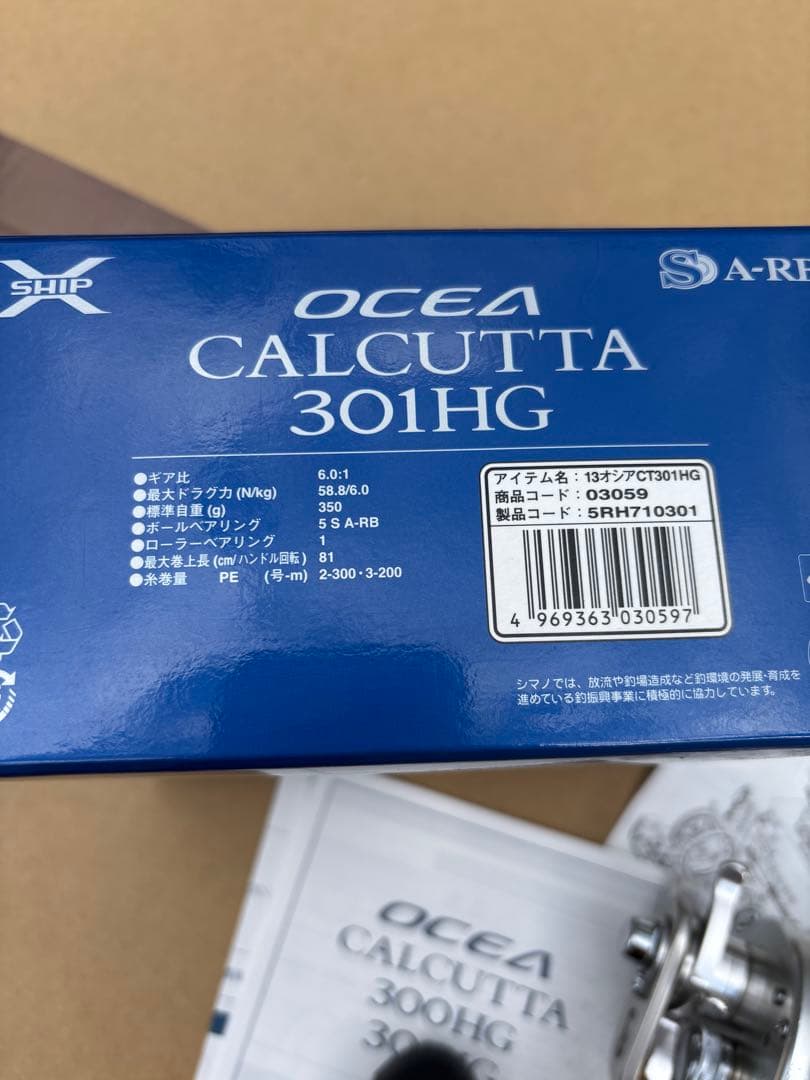 X SHIP
S A-RB
OCEA
CALCUTTA
301HG
●ギア比 6.0:1
●最大ドラグ力(N/kg) 58.8/6.0
●標準自重(g) 350
●ボールベアリング 5 S A-RB
●ローラーベアリング 1
●最大巻上長(cm/ハンドル回転) 81
●糸巻量 PE (号-m) 2-300・3-200
アイテム名：13オシアCT301HG
商品コード：03059
製品コード：5RH710301
4 969363 030597
シマノでは、放流や釣場造成など釣環境の発展・育成を
進めている釣振興事業に積極的に協力しています。
OCEA
CALCUTTA
300HG